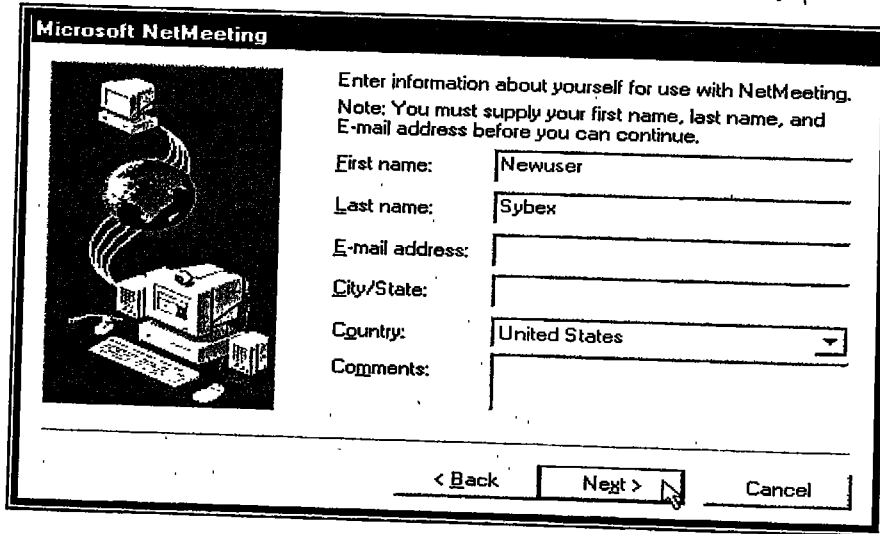 Microsoft NetMeeting
Enter information about yourself for use with NetMeeting.
Note: You must supply your first name, last name, and
E-mail address before you can continue.
First name: Newuser
Last name: Sybex
E-mail address:
City/State:
Country: United States
Comments:
< Back Next > Cancel